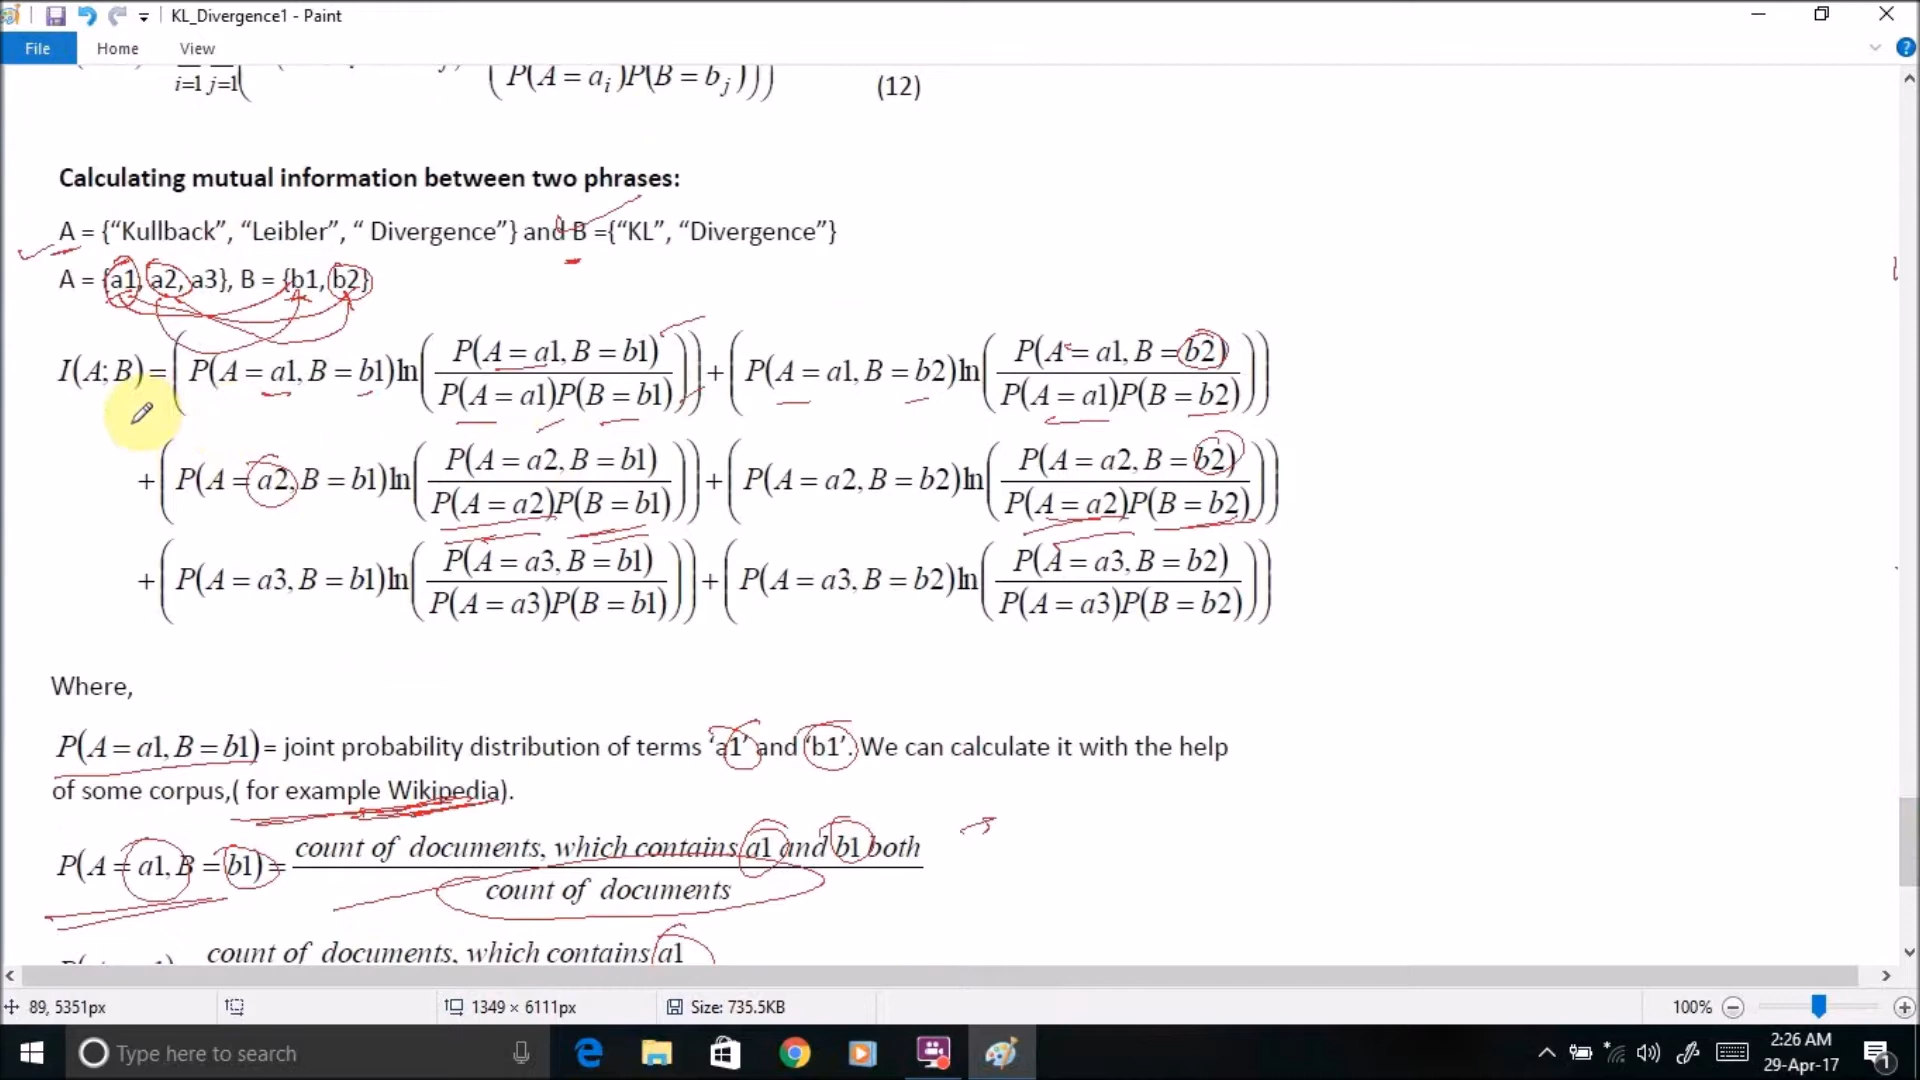 KL_Divergence1 - Paint
File Home View
i=1 j=1 ( P(A = a_i)P(B = b_j))) (12)
Calculating mutual information between two phrases:
A = {“Kullback”, “Leibler”, “ Divergence”} and B ={“KL”, “Divergence”}
A = {a1, a2, a3}, B = {b1, b2}
I(A;B) = ( P(A = a1, B = b1)ln( P(A = a1, B = b1) / P(A = a1)P(B = b1) )) + ( P(A = a1, B = b2)ln( P(A = a1, B = b2) / P(A = a1)P(B = b2) ))
+ ( P(A = a2, B = b1)ln( P(A = a2, B = b1) / P(A = a2)P(B = b1) )) + ( P(A = a2, B = b2)ln( P(A = a2, B = b2) / P(A = a2)P(B = b2) ))
+ ( P(A = a3, B = b1)ln( P(A = a3, B = b1) / P(A = a3)P(B = b1) )) + ( P(A = a3, B = b2)ln( P(A = a3, B = b2) / P(A = a3)P(B = b2) ))
Where,
P(A = a1, B = b1) = joint probability distribution of terms ‘a1’ and ‘b1’. We can calculate it with the help
of some corpus,( for example Wikipedia).
P(A = a1, B = b1) = count of documents, which contains a1 and b1 both / count of documents
count of documents, which contains a1
89, 5351px 1349 × 6111px Size: 735.5KB 100%
Type here to search
2:26 AM
29-Apr-17
1